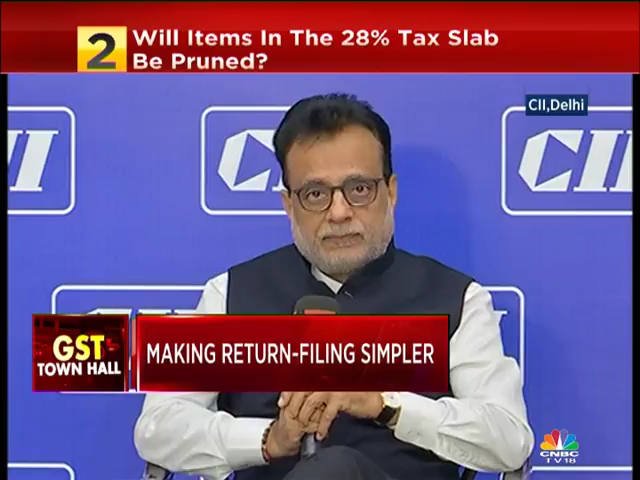 2
Will Items In The 28% Tax Slab
Be Pruned?
CII,Delhi
CII
CII
CII
GST
TOWN HALL
MAKING RETURN-FILING SIMPLER
CNBC
TV18